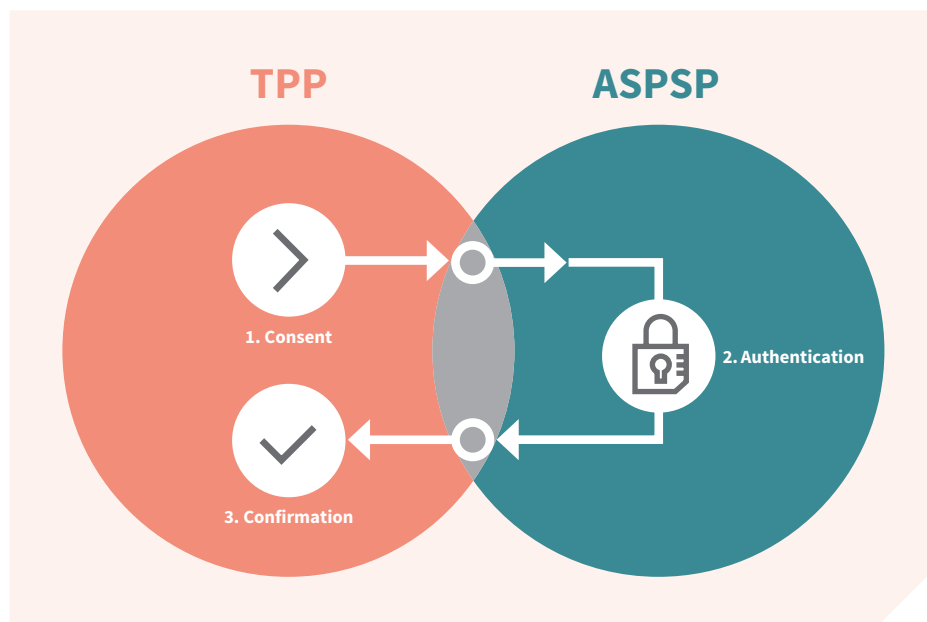 TPP
ASPSP
1. Consent
2. Authentication
3. Confirmation